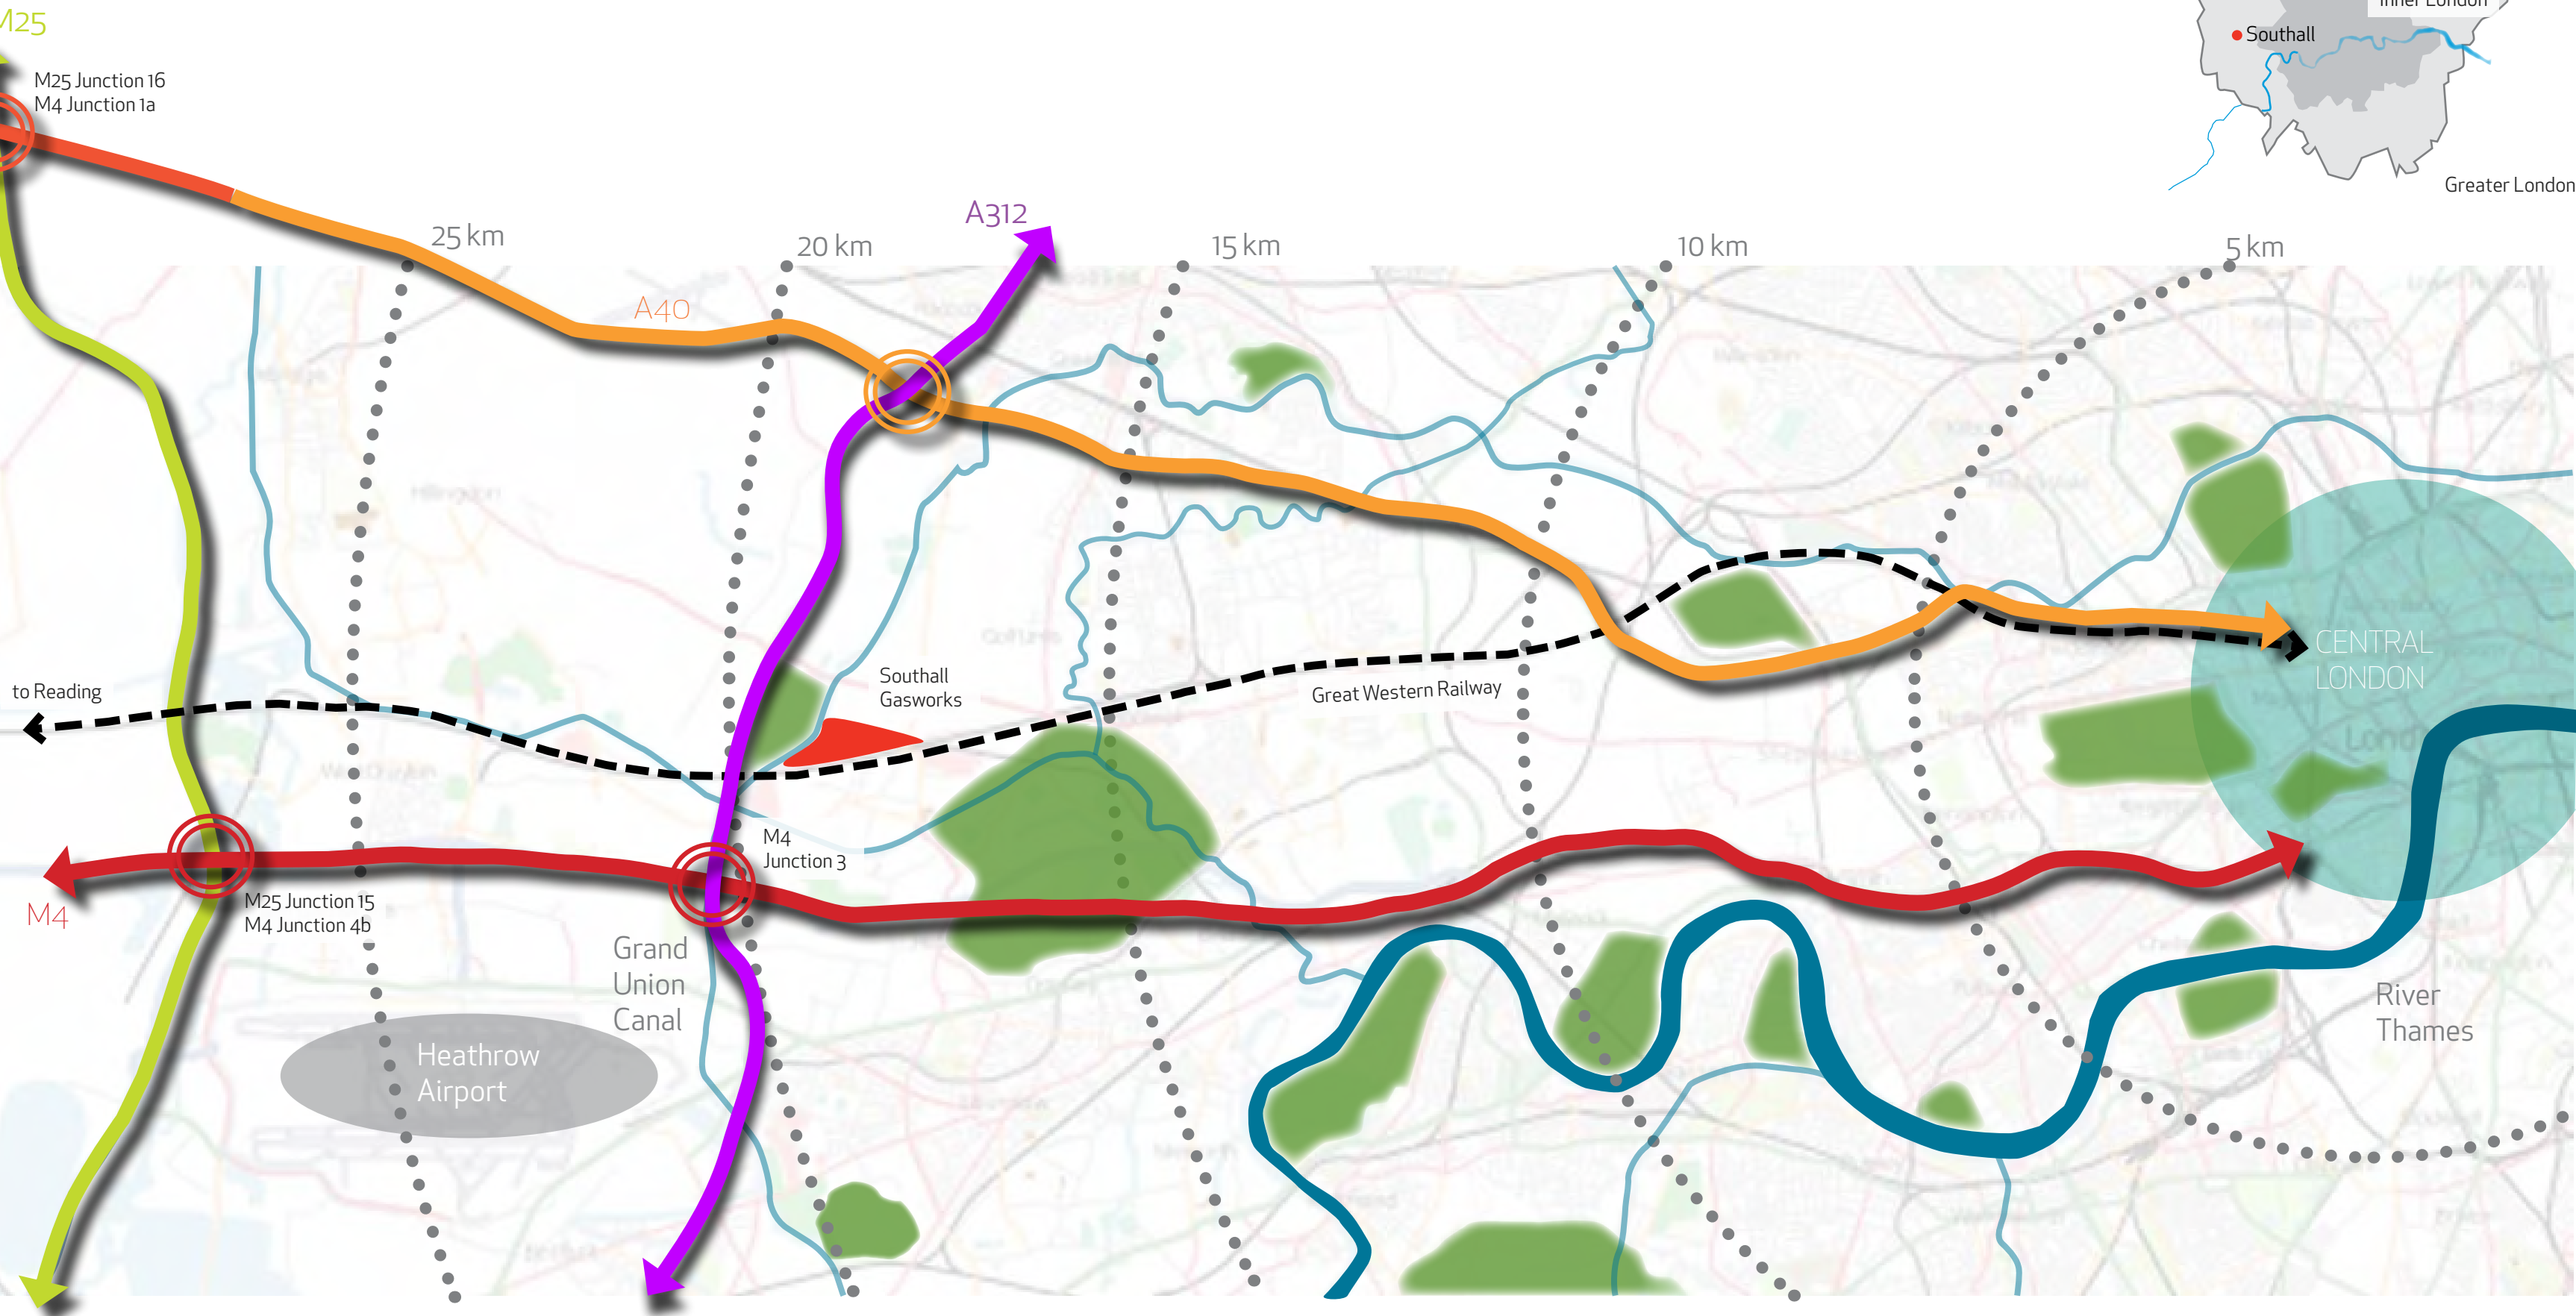 M25
Inner London
Southall
M25 Junction 16
M4 Junction 1a
Greater London
A312
25 km
20 km
15 km
10 km
5 km
A40
CENTRAL
LONDON
Southall
Gasworks
to Reading
Great Western Railway
M4
Junction 3
M25 Junction 15
M4 Junction 4b
M4
Grand
Union
Canal
River
Thames
Heathrow
Airport